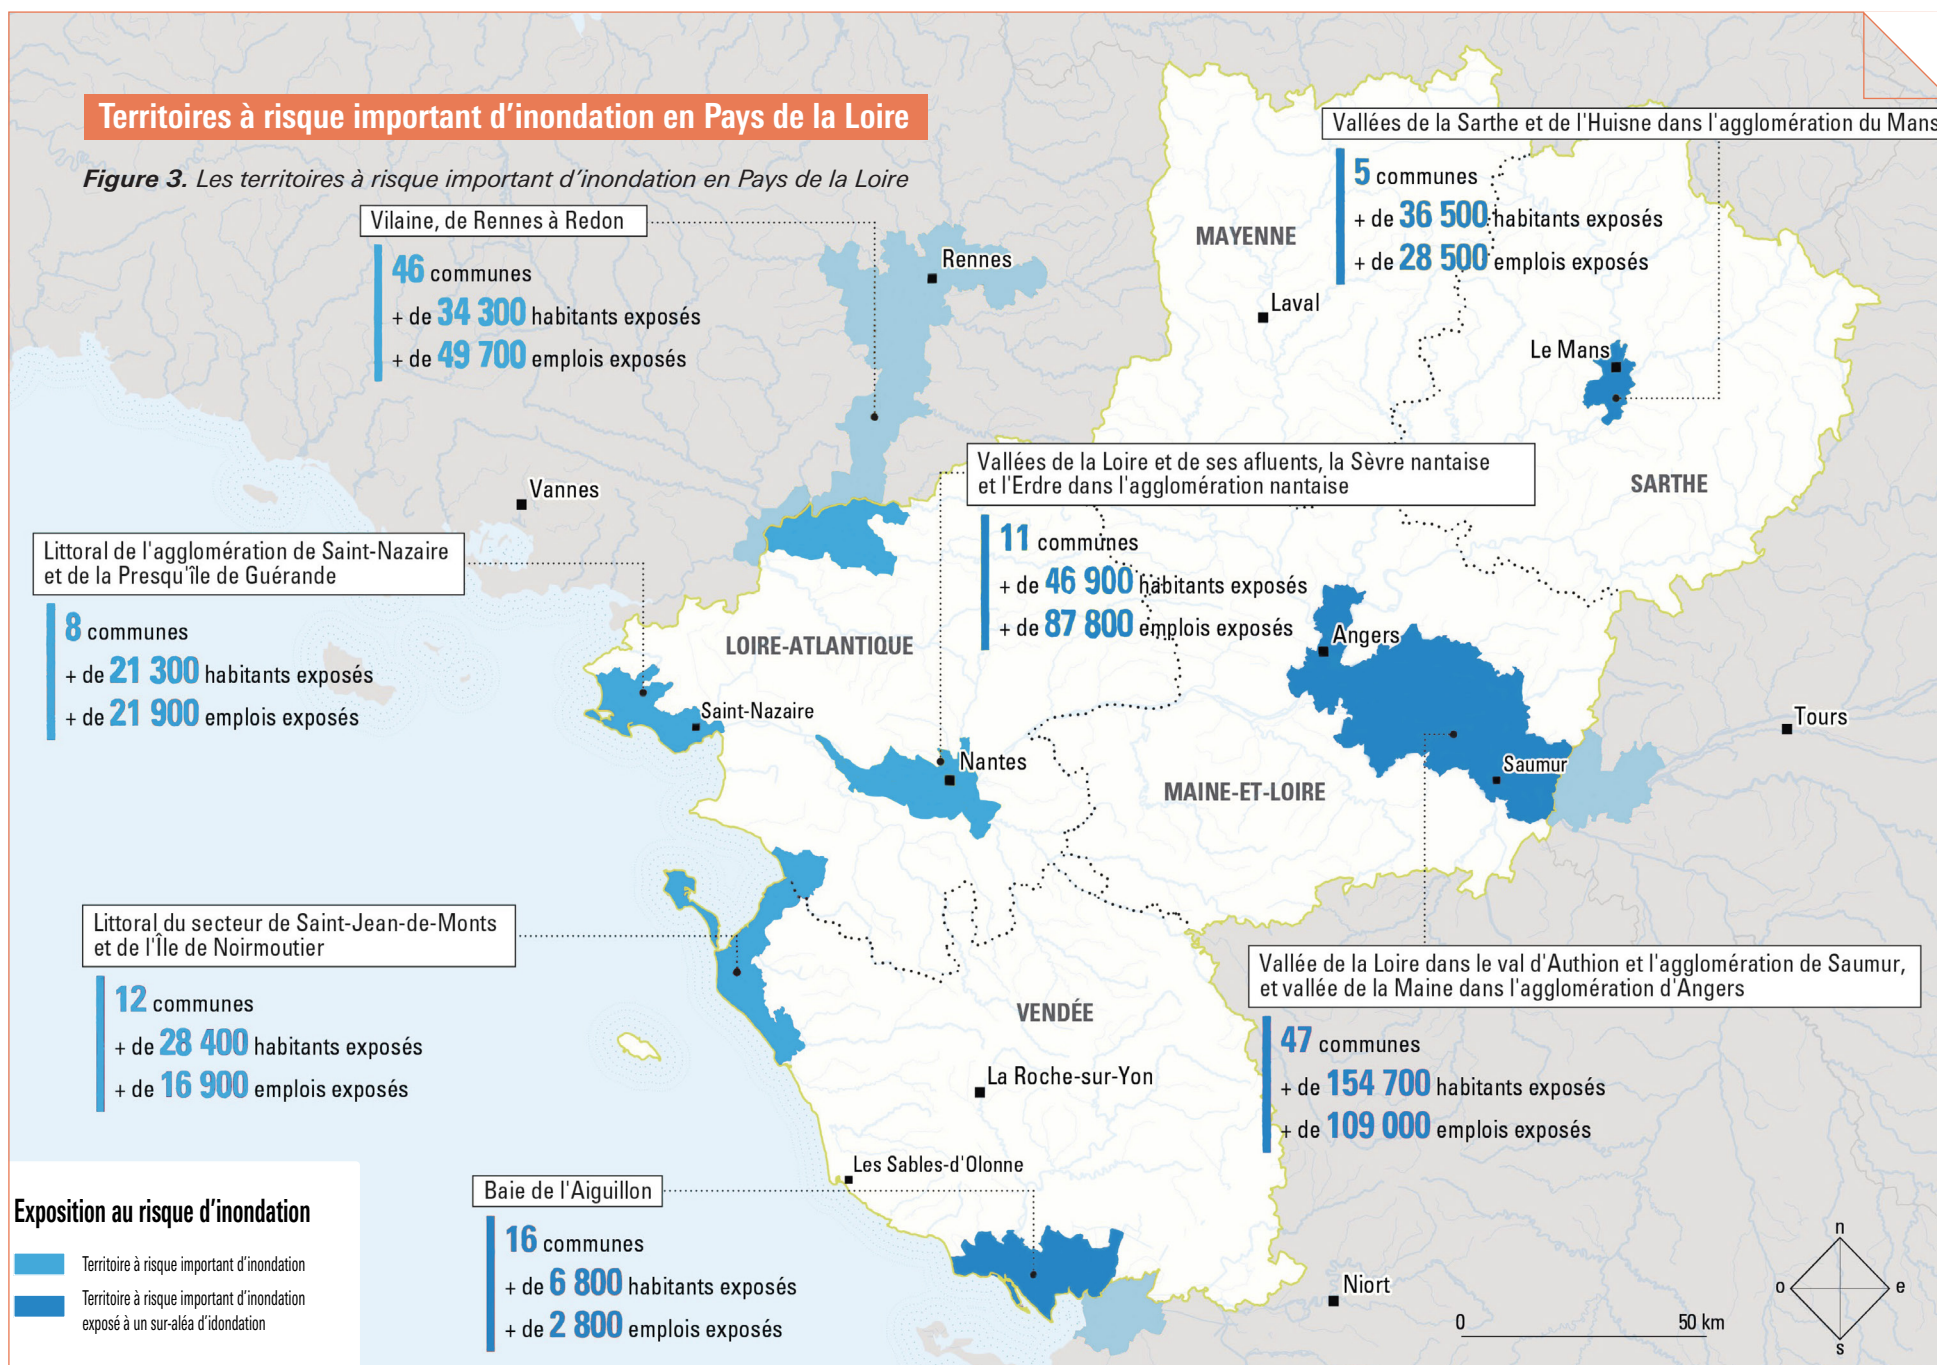 Territoires à risque important d'inondation en Pays de la Loire
Figure 3. Les territoires à risque important d'inondation en Pays de la Loire
Vallées de la Sarthe et de l'Huisne dans l'agglomération du Mans
5 communes
+ de 36 500 habitants exposés
+ de 28 500 emplois exposés
Vilaine, de Rennes à Redon
46 communes
+ de 34 300 habitants exposés
+ de 49 700 emplois exposés
Rennes
MAYENNE
Laval
Le Mans
SARTHE
Vannes
Vallées de la Loire et de ses afluents, la Sèvre nantaise
et l'Erdre dans l'agglomération nantaise
11 communes
+ de 46 900 habitants exposés
+ de 87 800 emplois exposés
Littoral de l'agglomération de Saint-Nazaire
et de la Presqu'île de Guérande
8 communes
+ de 21 300 habitants exposés
+ de 21 900 emplois exposés
LOIRE-ATLANTIQUE
Angers
Saint-Nazaire
Tours
Nantes
Saumur
MAINE-ET-LOIRE
Littoral du secteur de Saint-Jean-de-Monts
et de l'Île de Noirmoutier
12 communes
+ de 28 400 habitants exposés
+ de 16 900 emplois exposés
Vallée de la Loire dans le val d'Authion et l'agglomération de Saumur,
et vallée de la Maine dans l'agglomération d'Angers
47 communes
+ de 154 700 habitants exposés
+ de 109 000 emplois exposés
VENDÉE
La Roche-sur-Yon
Les Sables-d'Olonne
Baie de l'Aiguillon
16 communes
+ de 6 800 habitants exposés
+ de 2 800 emplois exposés
Niort
Exposition au risque d'inondation
Territoire à risque important d'inondation
Territoire à risque important d'inondation
exposé à un sur-aléa d'idondation
0 50 km
n
o e
s